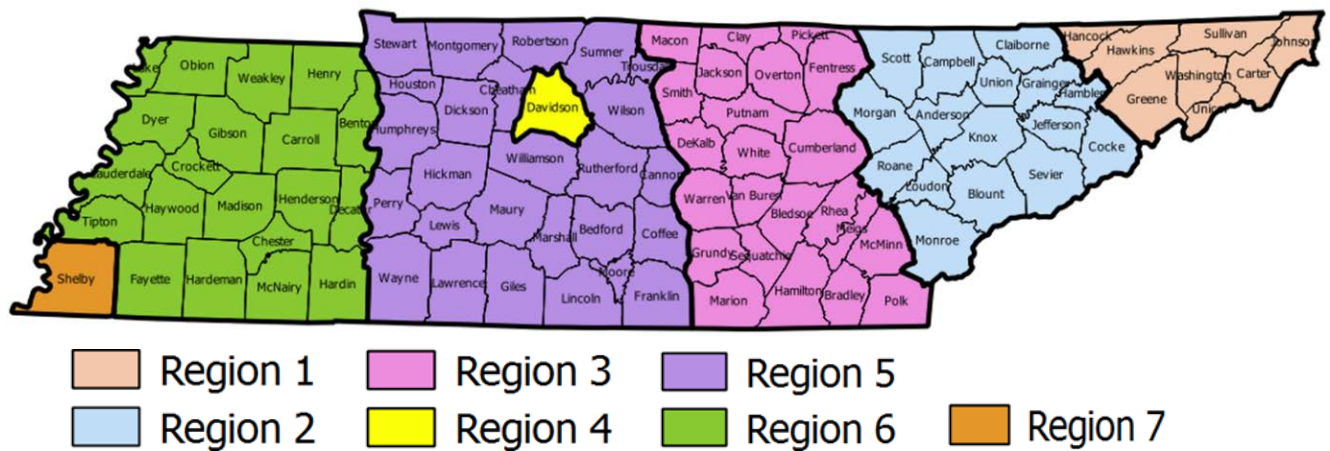 Stewart Montgomery Robertson Sumner Macon Clay Pickett Scott Claiborne Hancock Hawkins Sullivan Johnson
Obion Weakley Henry Houston Cheatham Trousdale Jackson Overton Fentress Campbell Union Grainger Hamblen Washington Carter
Dyer Gibson Carroll Benton Humphreys Dickson Davidson Wilson Smith Putnam Morgan Anderson Knox Jefferson Cocke Greene Unicoi
Lauderdale Crockett Williamson Rutherford Cannon DeKalb White Cumberland Roane Loudon Blount Sevier
Tipton Haywood Madison Henderson Decatur Perry Hickman Lewis Maury Marshall Bedford Coffee Warren Van Buren Bledsoe Rhea Meigs McMinn Monroe
Shelby Fayette Hardeman Chester McNairy Hardin Wayne Lawrence Giles Lincoln Moore Franklin Grundy Sequatchie Marion Hamilton Bradley Polk
Region 1 Region 3 Region 5
Region 2 Region 4 Region 6 Region 7